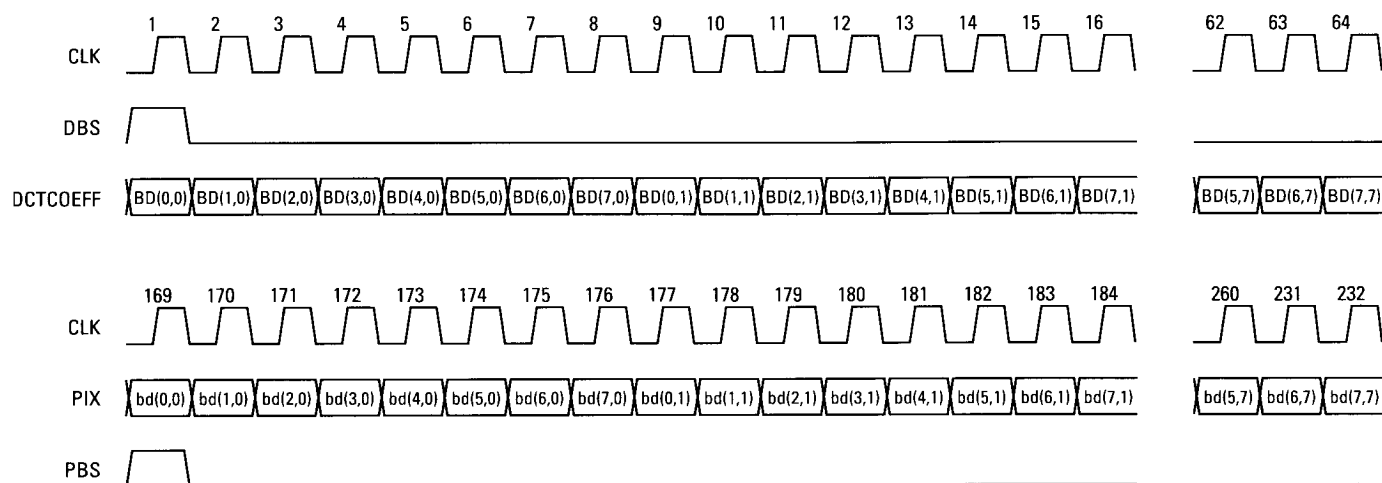 1 2 3 4 5 6 7 8 9 10 11 12 13 14 15 16 62 63 64
CLK
DBS
DCTCOEFF BD(0,0) BD(1,0) BD(2,0) BD(3,0) BD(4,0) BD(5,0) BD(6,0) BD(7,0) BD(0,1) BD(1,1) BD(2,1) BD(3,1) BD(4,1) BD(5,1) BD(6,1) BD(7,1) BD(5,7) BD(6,7) BD(7,7)
169 170 171 172 173 174 175 176 177 178 179 180 181 182 183 184 260 231 232
CLK
PIX bd(0,0) bd(1,0) bd(2,0) bd(3,0) bd(4,0) bd(5,0) bd(6,0) bd(7,0) bd(0,1) bd(1,1) bd(2,1) bd(3,1) bd(4,1) bd(5,1) bd(6,1) bd(7,1) bd(5,7) bd(6,7) bd(7,7)
PBS